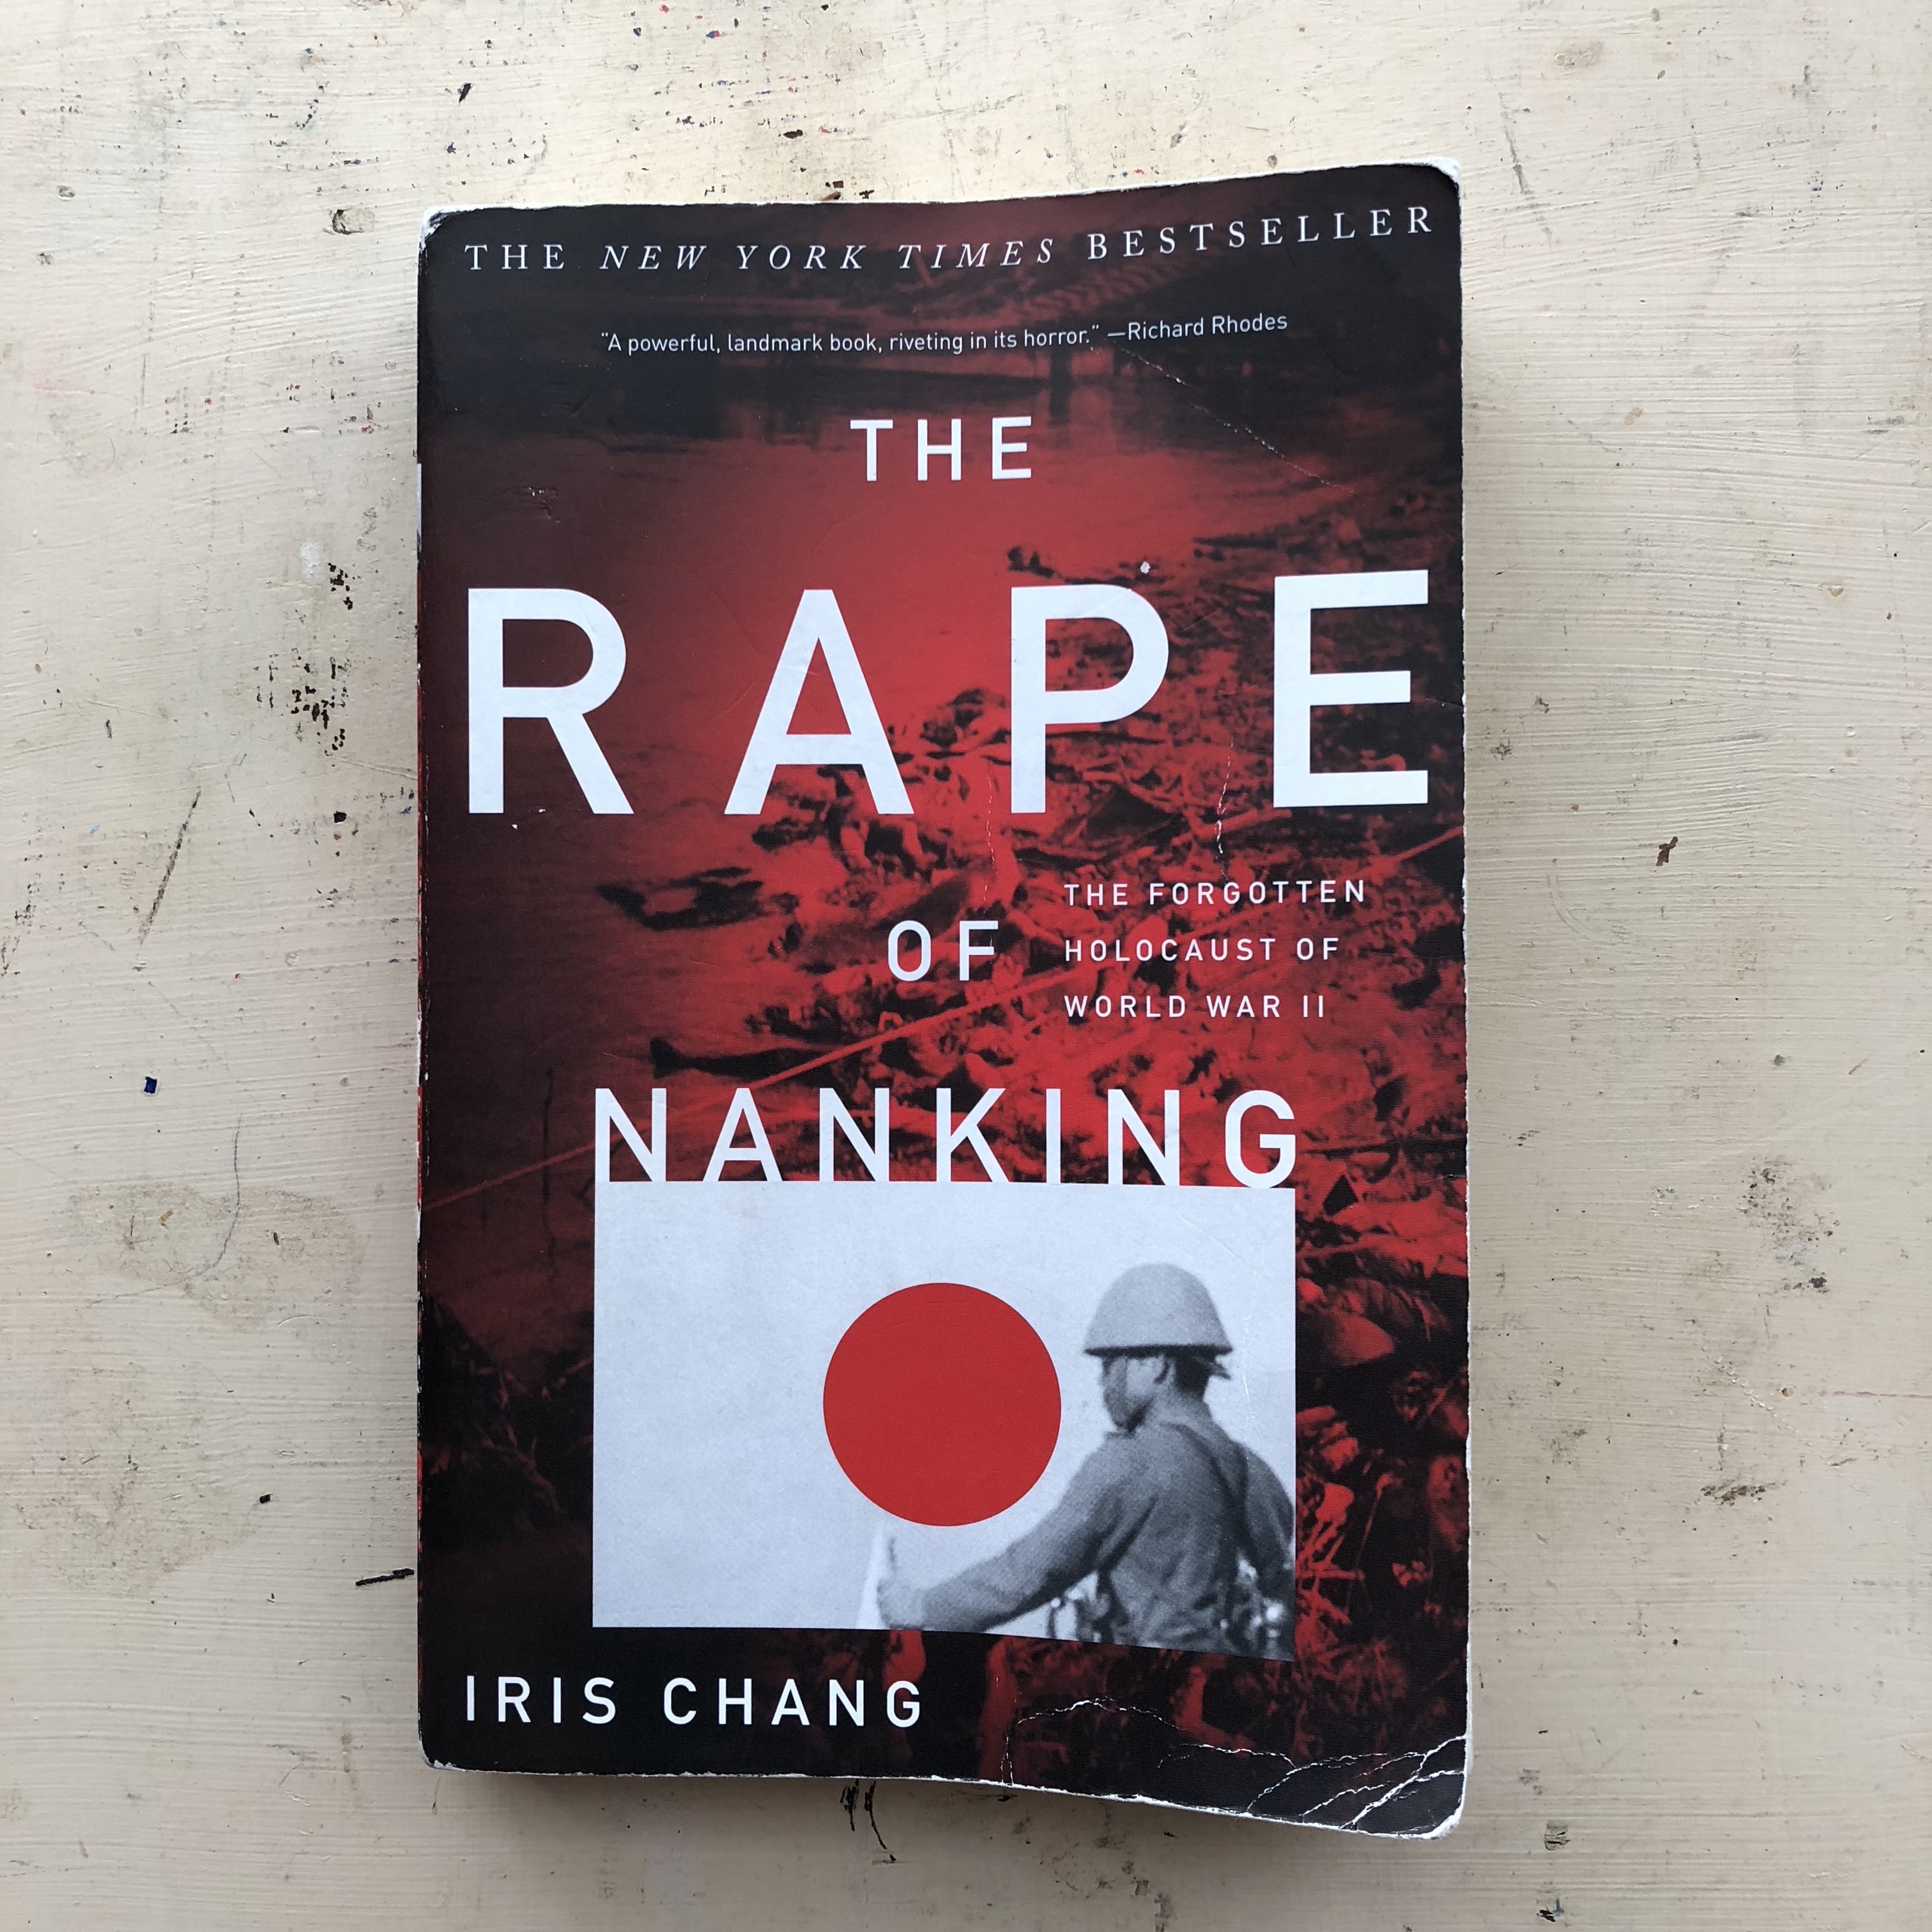 THE NEW YORK TIMES BESTSELLER
"A powerful, landmark book, riveting in its horror." —Richard Rhodes
THE
RAPE
OF
THE FORGOTTEN
HOLOCAUST OF
WORLD WAR II
NANKING
IRIS CHANG